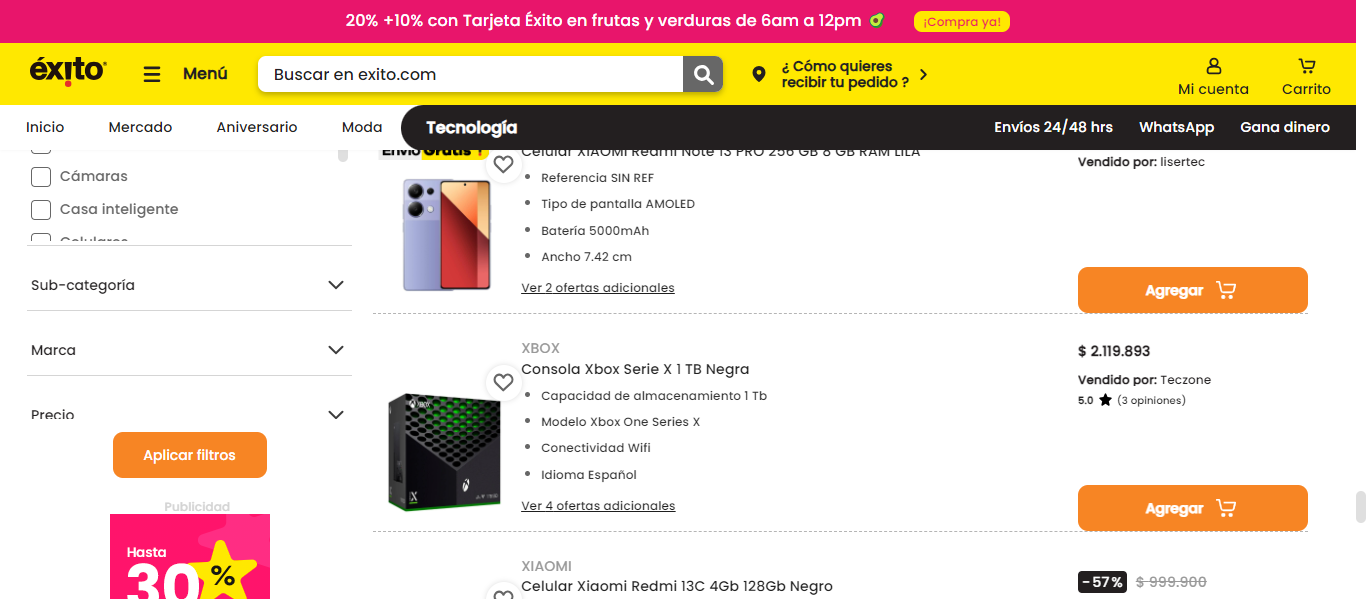 20% +10% con Tarjeta Éxito en frutas y verduras de 6am a 12pm
¡Compra ya!
éxito
Menú
Buscar en exito.com
¿ Cómo quieres
recibir tu pedido ?
Mi cuenta
Carrito
Inicio
Mercado
Aniversario
Moda
Tecnología
Envíos 24/48 hrs
WhatsApp
Gana dinero
Cámaras
Casa inteligente
Celulares
Sub-categoría
Marca
Precio
Aplicar filtros
Publicidad
Hasta
30%
Envío Gratis !
Celular XIAOMI Redmi Note 13 PRO 256 GB 8 GB RAM LILA
Referencia SIN REF
Tipo de pantalla AMOLED
Batería 5000mAh
Ancho 7.42 cm
Ver 2 ofertas adicionales
Vendido por: lisertec
Agregar
XBOX
Consola Xbox Serie X 1 TB Negra
Capacidad de almacenamiento 1 Tb
Modelo Xbox One Series X
Conectividad Wifi
Idioma Español
Ver 4 ofertas adicionales
XBOX
X
$ 2.119.893
Vendido por: Teczone
5.0 (3 opiniones)
Agregar
XIAOMI
Celular Xiaomi Redmi 13C 4Gb 128Gb Negro
-57% $ 999.900